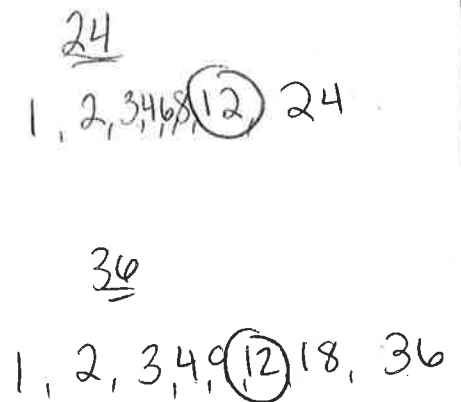 24
1, 2, 3, 4, 6, 8, 12, 24
36
1, 2, 3, 4, 9, 12, 18, 36